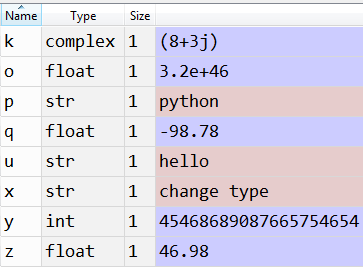 Name Type Size
k complex 1 (8+3j)
o float 1 3.2e+46
p str 1 python
q float 1 -98.78
u str 1 hello
x str 1 change type
y int 1 45468689087665754654
z float 1 46.98